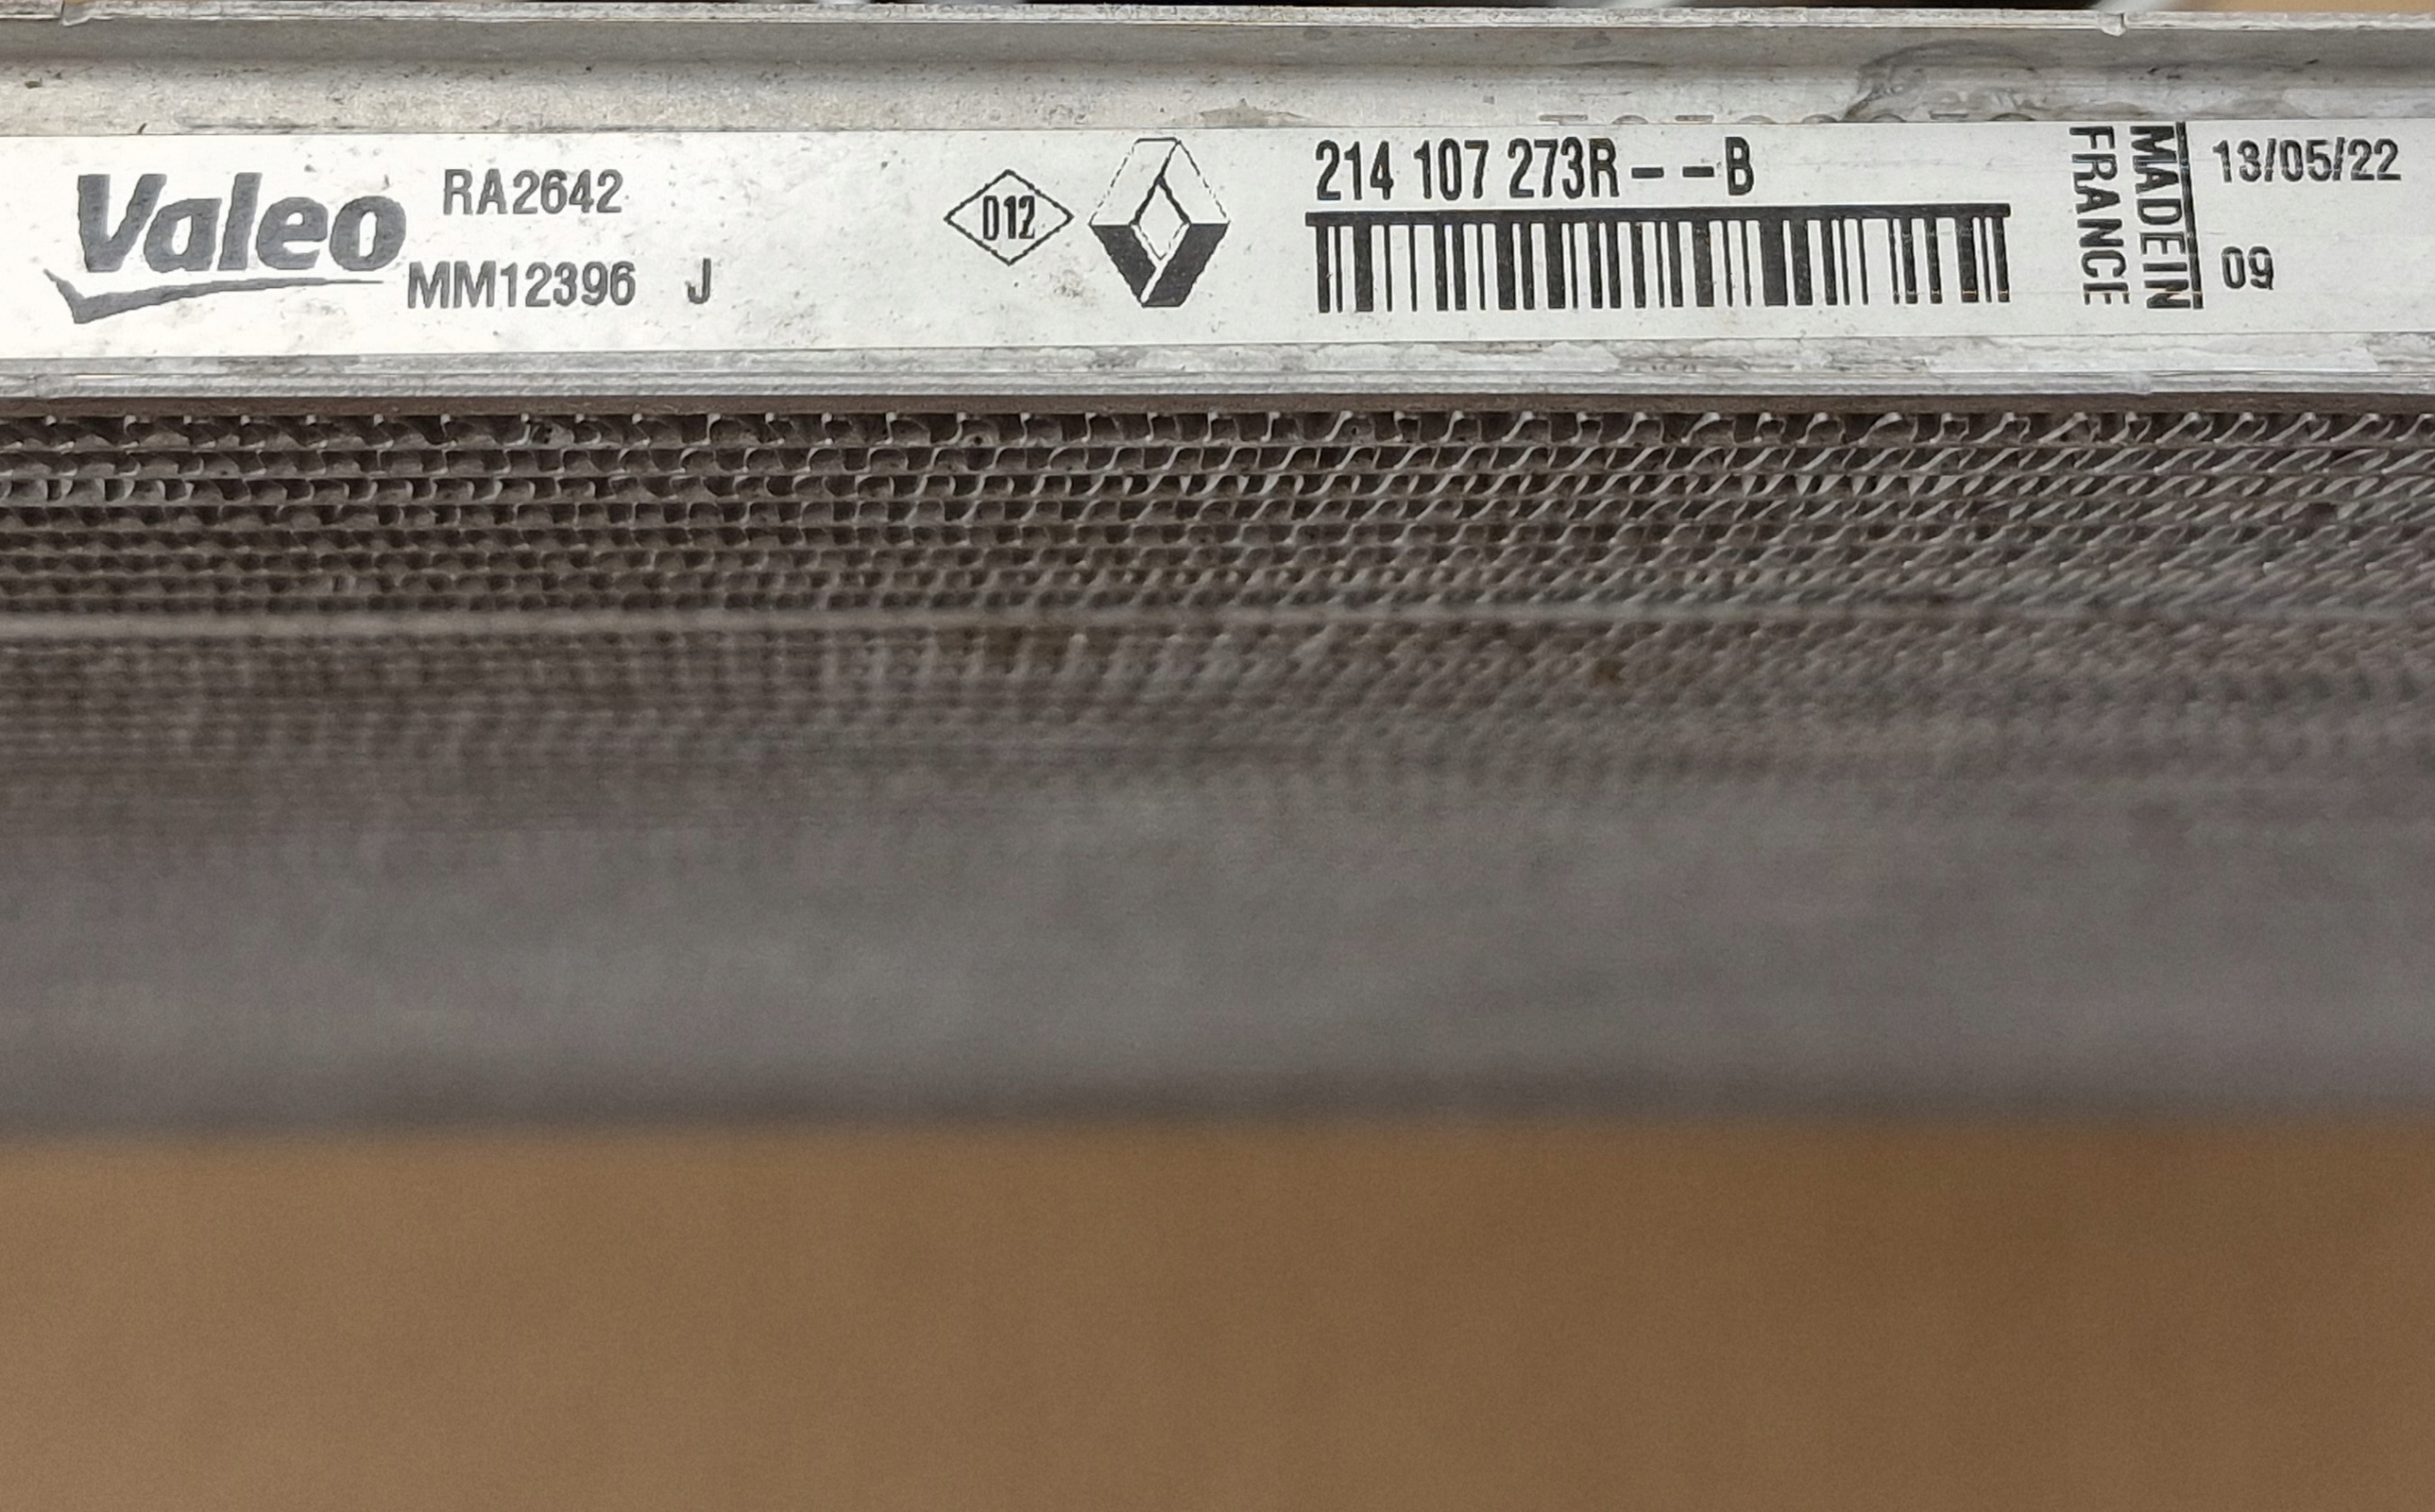 Valeo
RA2642
MM12396 J
D12
214 107 273R--B
MADE IN
FRANCE
13/05/22
09